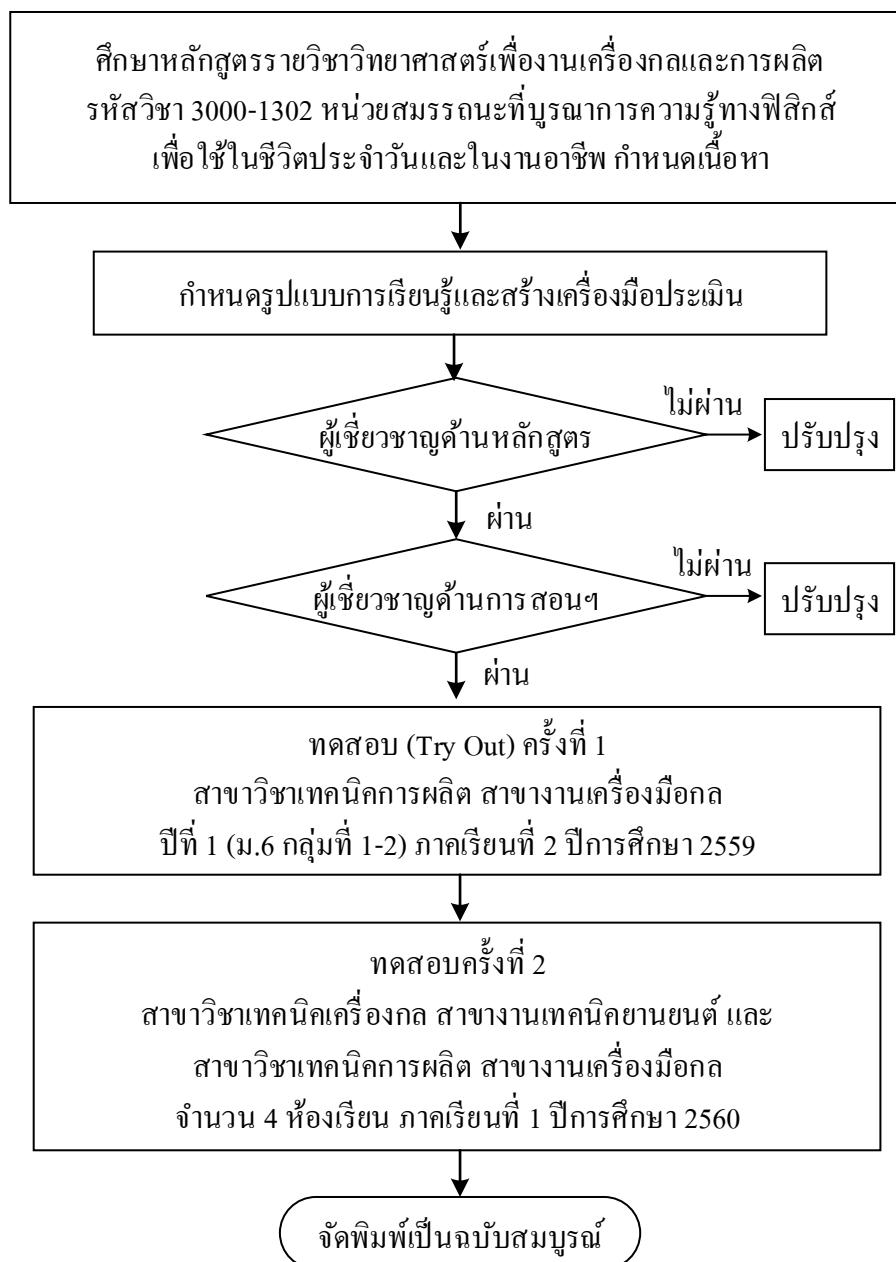 ศึกษาหลักสูตรรายวิชาวิทยาศาสตร์เพื่องานเครื่องกลและการผลิต
รหัสวิชา 3000-1302 หน่วยสมรรถนะที่บูรณาการความรู้ทางฟิสิกส์
เพื่อใช้ในชีวิตประจำวันและในงานอาชีพ กำหนดเนื้อหา
กำหนดรูปแบบการเรียนรู้และสร้างเครื่องมือประเมิน
ไม่ผ่าน
ผู้เชี่ยวชาญด้านหลักสูตร
ปรับปรุง
ผ่าน
ไม่ผ่าน
ผู้เชี่ยวชาญด้านการสอนฯ
ปรับปรุง
ผ่าน
ทดสอบ (Try Out) ครั้งที่ 1
สาขาวิชาเทคนิคการผลิต สาขางานเครื่องมือกล
ปีที่ 1 (ม.6 กลุ่มที่ 1-2) ภาคเรียนที่ 2 ปีการศึกษา 2559
ทดสอบครั้งที่ 2
สาขาวิชาเทคนิคเครื่องกล สาขางานเทคนิคยานยนต์ และ
สาขาวิชาเทคนิคการผลิต สาขางานเครื่องมือกล
จำนวน 4 ห้องเรียน ภาคเรียนที่ 1 ปีการศึกษา 2560
จัดพิมพ์เป็นฉบับสมบูรณ์